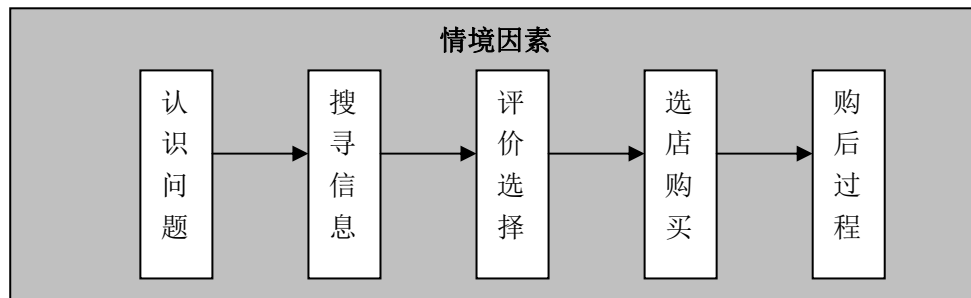 情境因素
认识问题
搜寻信息
评价选择
选店购买
购后过程